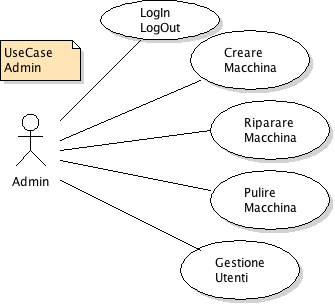 LogIn
LogOut
UseCase
Admin
Creare
Macchina
Riparare
Macchina
Admin
Pulire
Macchina
Gestione
Utenti